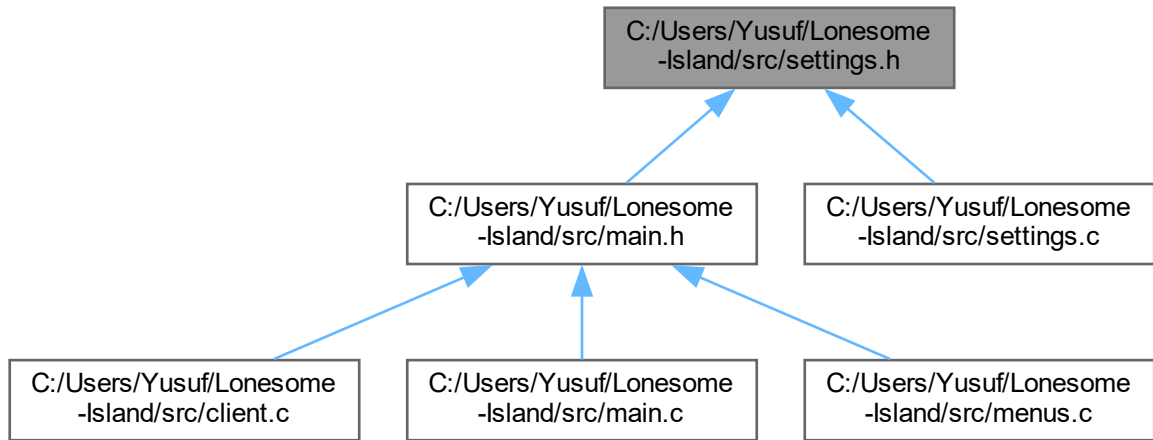 C:/Users/Yusuf/Lonesome
-Island/src/settings.h
C:/Users/Yusuf/Lonesome
-Island/src/main.h
C:/Users/Yusuf/Lonesome
-Island/src/settings.c
C:/Users/Yusuf/Lonesome
-Island/src/client.c
C:/Users/Yusuf/Lonesome
-Island/src/main.c
C:/Users/Yusuf/Lonesome
-Island/src/menus.c